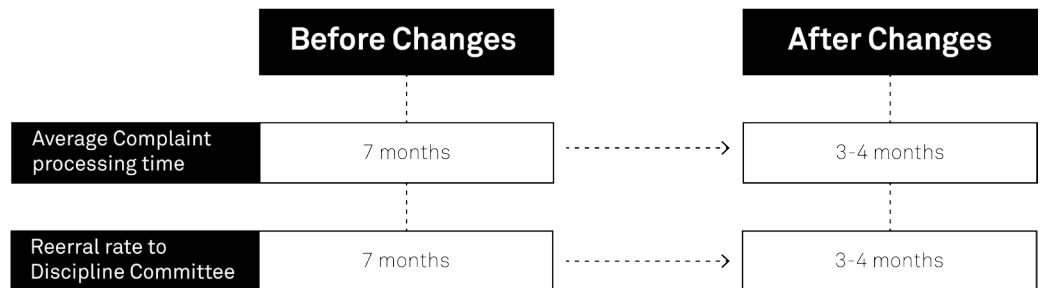 Before Changes
After Changes
Average Complaint
processing time
7 months
3-4 months
Reerral rate to
Discipline Committee
7 months
3-4 months